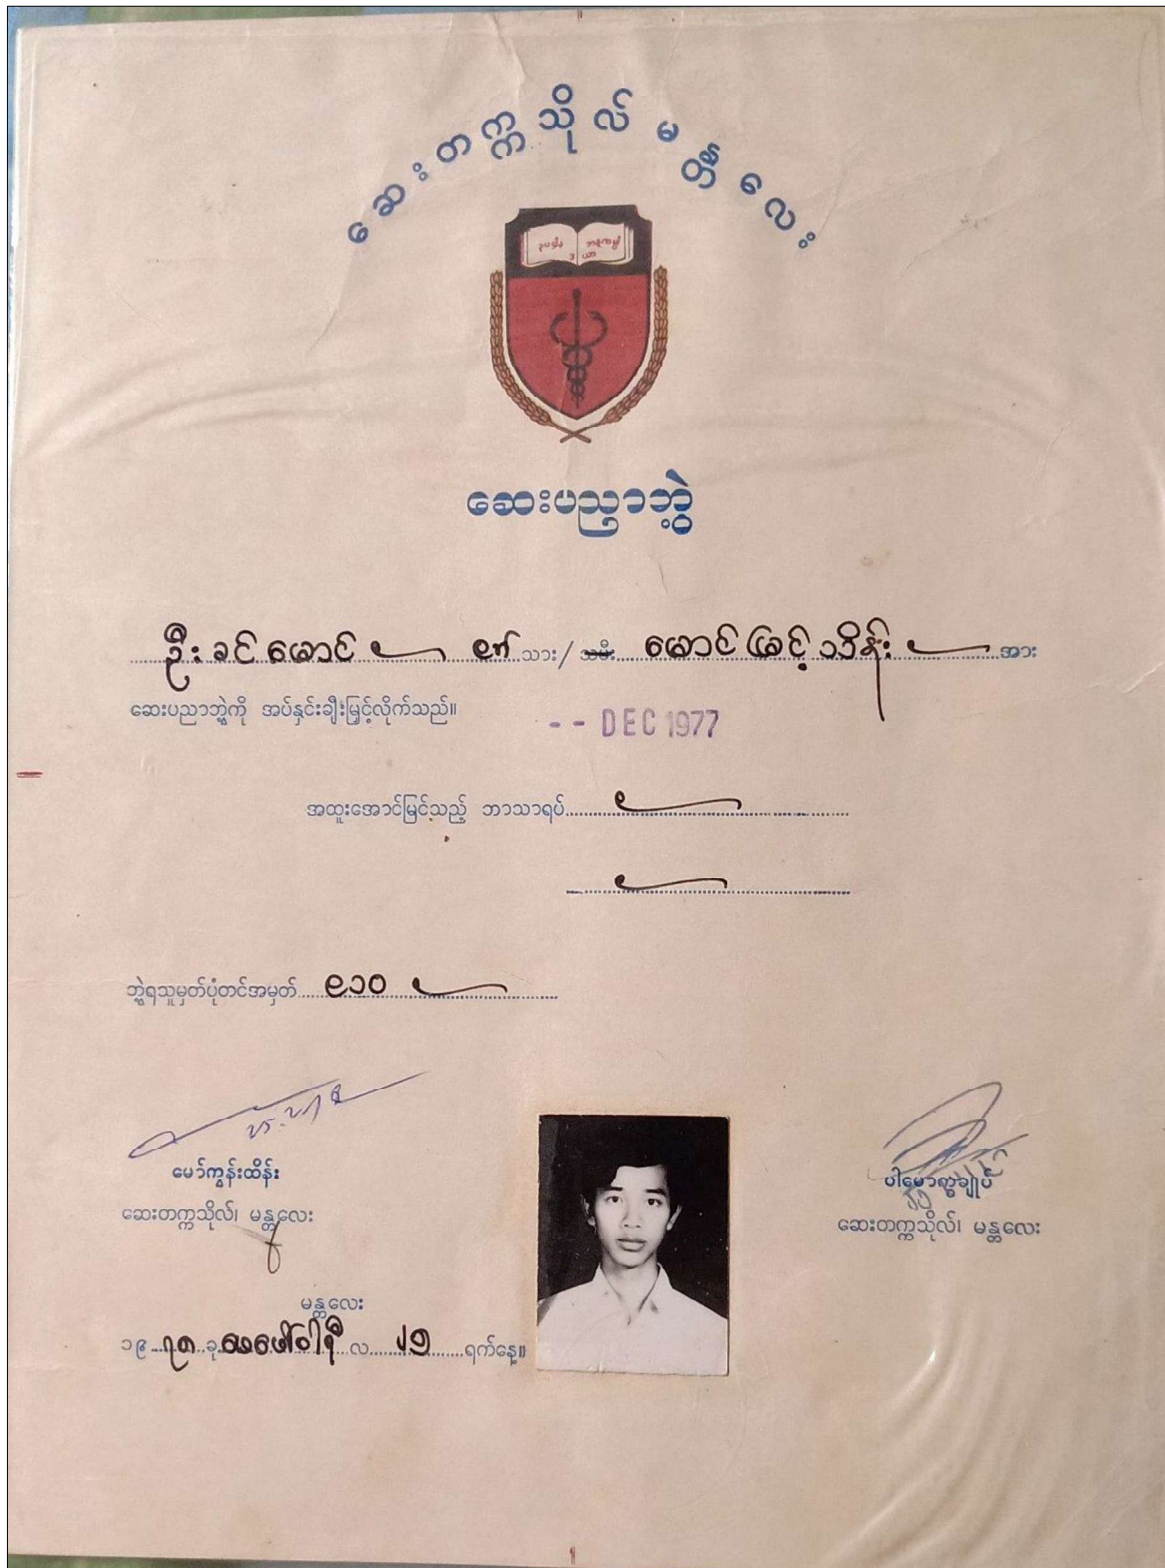 ဆေးတက္ကသိုလ် မန္တလေး
ဆေးပညာဘွဲ့
ဦးခင်မောင် ၏ သား/သမီး မောင်မြင့်သိန်း အား
ဆေးပညာဘွဲ့ကို အပ်နှင်းချီးမြှင့်လိုက်သည်။
-- DEC 1977
အထူးအောင်မြင်သည့် ဘာသာရပ်
ဘွဲ့ရသူမှတ်ပုံတင်အမှတ် ၉၁၀
မော်ကွန်းထိန်း
ပါမောက္ခချုပ်
ဆေးတက္ကသိုလ်၊ မန္တလေး
ဆေးတက္ကသိုလ်၊ မန္တလေး
မန္တလေး
၁၉၇၈ ခု ဖေဖော်ဝါရီ လ ၂၁ ရက်နေ့။